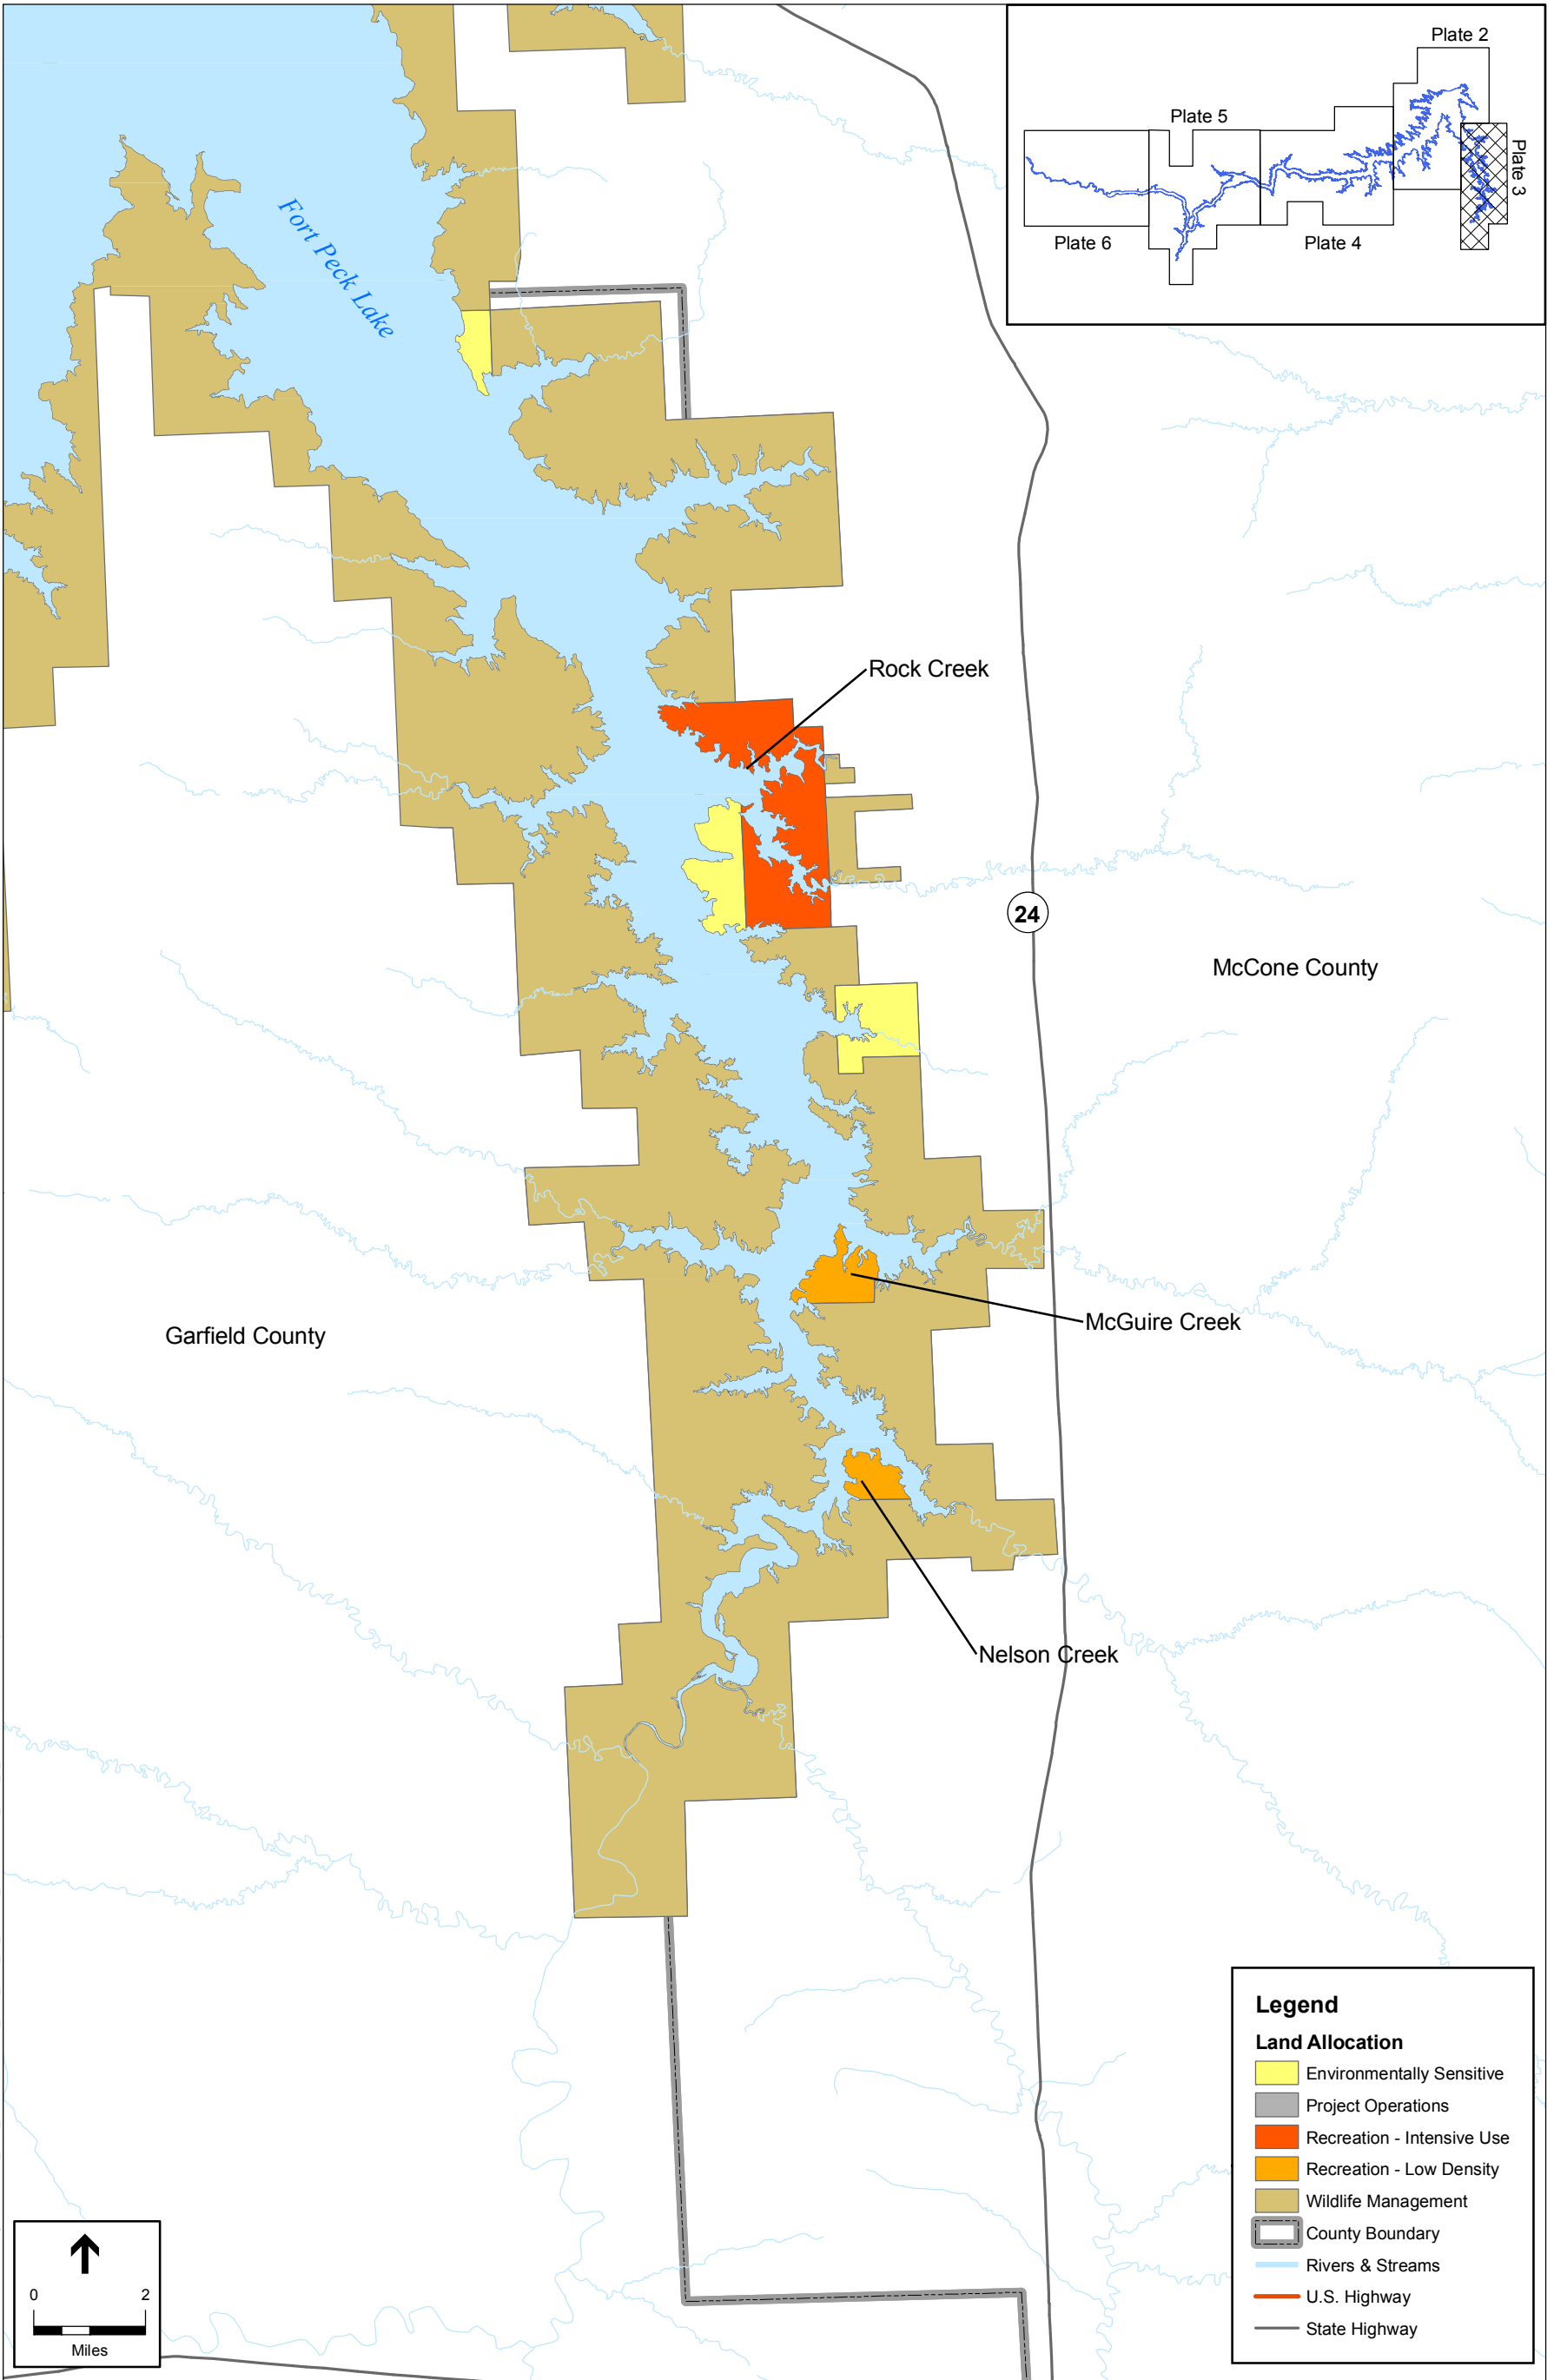 Plate 2
Plate 5
Plate 3
Plate 6
Plate 4
Fort Peck Lake
Rock Creek
24
McCone County
McGuire Creek
Garfield County
Nelson Creek
Legend
Land Allocation
Environmentally Sensitive
Project Operations
Recreation - Intensive Use
Recreation - Low Density
Wildlife Management
County Boundary
Rivers & Streams
U.S. Highway
State Highway
0 2
Miles